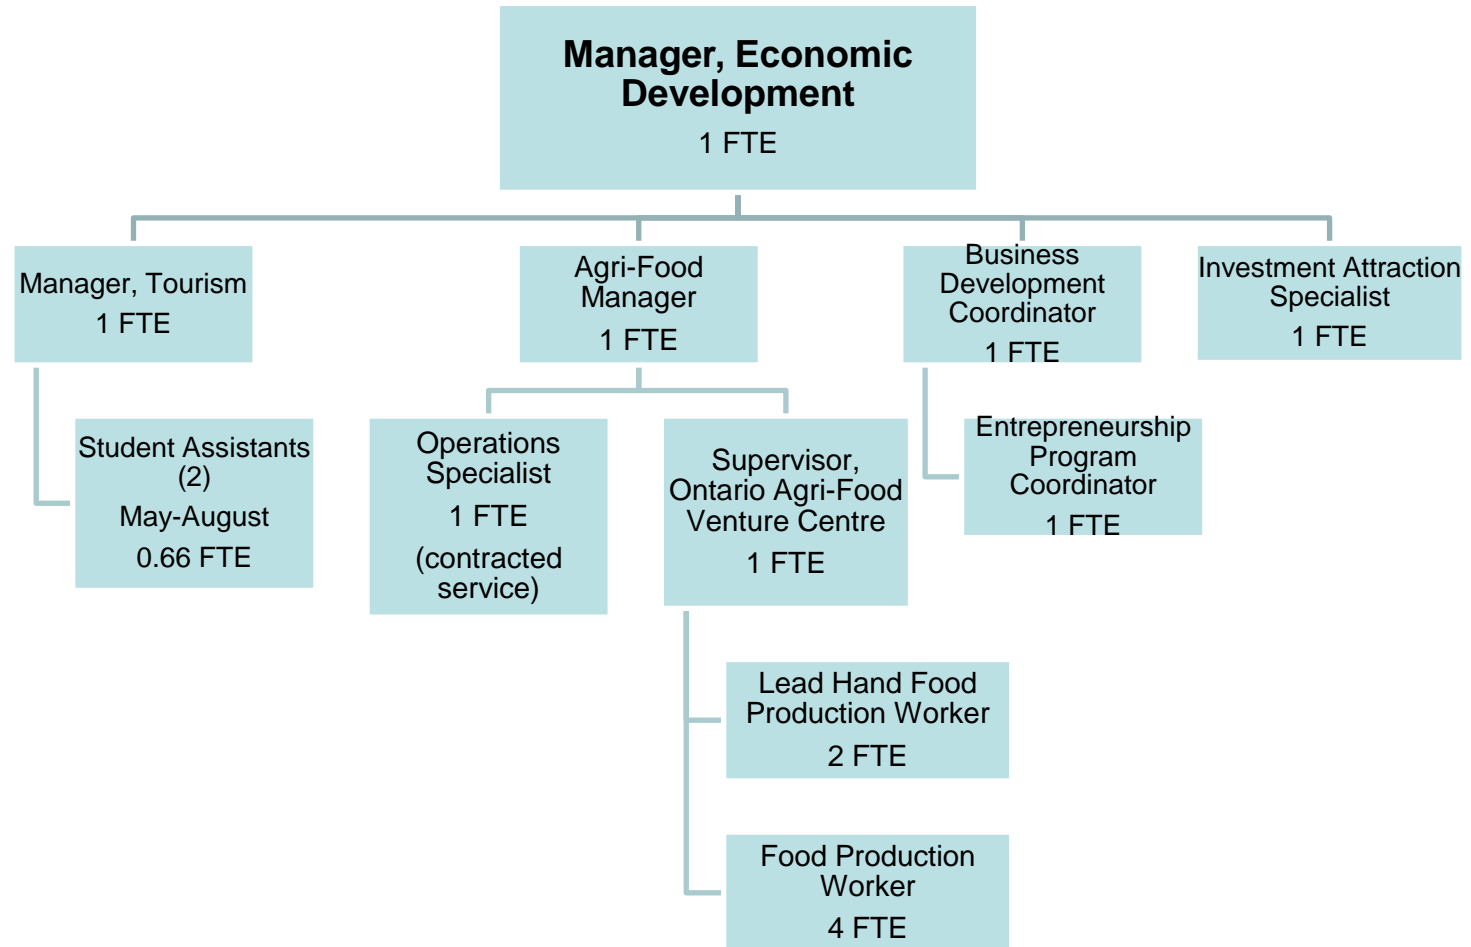 Manager, Economic
Development
1 FTE
Manager, Tourism
1 FTE
Agri-Food
Manager
1 FTE
Business
Development
Coordinator
1 FTE
Investment Attraction
Specialist
1 FTE
Student Assistants
(2)
May-August
0.66 FTE
Operations
Specialist
1 FTE
(contracted
service)
Supervisor,
Ontario Agri-Food
Venture Centre
1 FTE
Entrepreneurship
Program
Coordinator
1 FTE
Lead Hand Food
Production Worker
2 FTE
Food Production
Worker
4 FTE